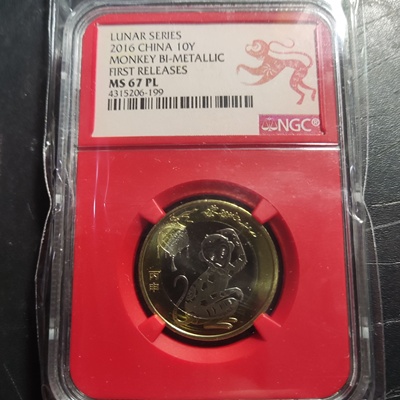 LUNAR SERIES
2016 CHINA 10Y
MONKEY BI-METALLIC
FIRST RELEASES
MS 67 PL
4315206-199
NGC®